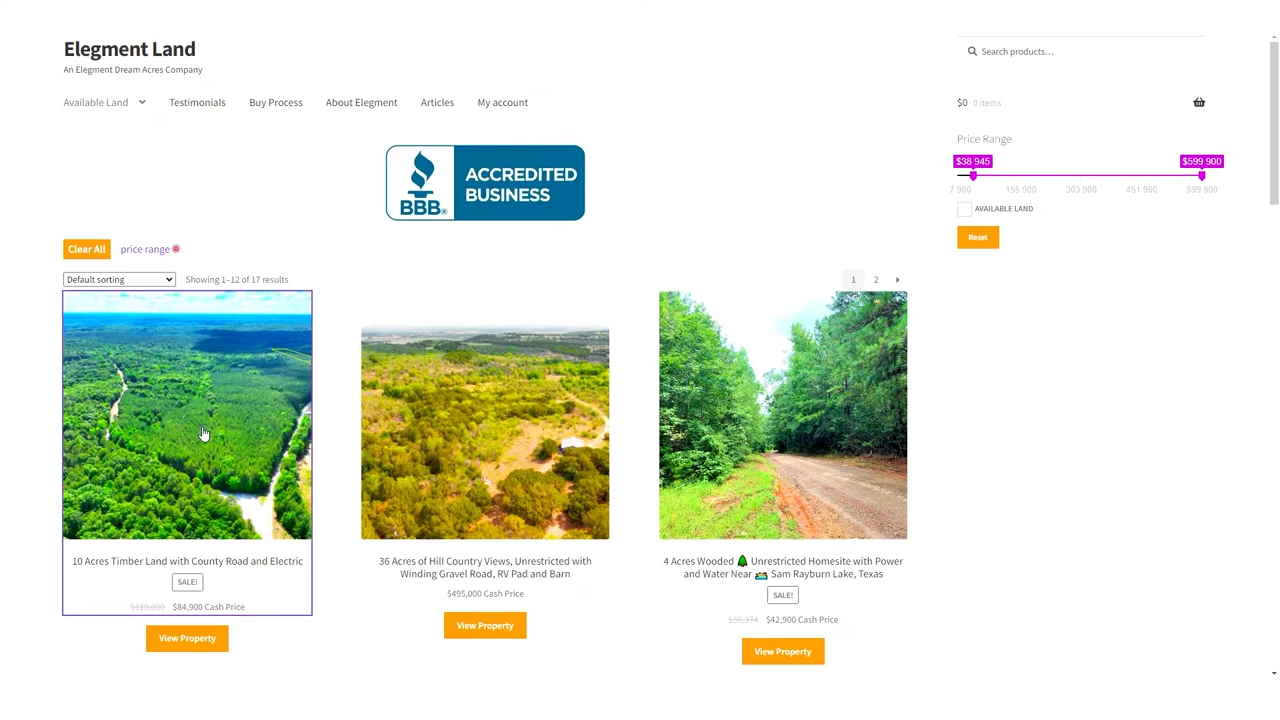 Elegment Land
An Elegment Dream Acres Company
Search products…
Available Land
Testimonials
Buy Process
About Elegment
Articles
My account
$0 0 items
Price Range
$38 945
$599 900
7 900
155 900
303 900
451 900
599 900
AVAILABLE LAND
Reset
BBB®
ACCREDITED
BUSINESS
Clear All
price range
Default sorting
Showing 1–12 of 17 results
1
2
10 Acres Timber Land with County Road and Electric
SALE!
$110,000 $84,900 Cash Price
View Property
36 Acres of Hill Country Views, Unrestricted with
Winding Gravel Road, RV Pad and Barn
$495,000 Cash Price
View Property
4 Acres Wooded 🌲 Unrestricted Homesite with Power
and Water Near 🏞️ Sam Rayburn Lake, Texas
SALE!
$50,374 $42,900 Cash Price
View Property